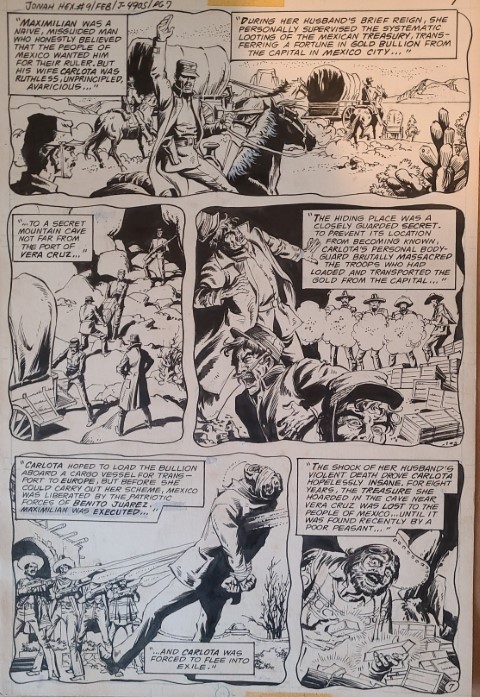 JONAH HEX #9/FEB/J-4905/PG 7
"MAXIMILIAN WAS A
NAIVE, MISGUIDED MAN
WHO HONESTLY BELIEVED
THAT THE PEOPLE OF
MEXICO WANTED HIM
FOR THEIR RULER. BUT
HIS WIFE CARLOTA WAS
RUTHLESS, UNPRINCIPLED,
AVARICIOUS..."
"DURING HER HUSBAND'S BRIEF REIGN, SHE
PERSONALLY SUPERVISED THE SYSTEMATIC
LOOTING OF THE MEXICAN TREASURY, TRANS-
FERRING A FORTUNE IN GOLD BULLION FROM
THE CAPITAL IN MEXICO CITY..."
"...TO A SECRET
MOUNTAIN CAVE
NOT FAR FROM
THE PORT OF
VERA CRUZ..."
"THE HIDING PLACE WAS A
CLOSELY GUARDED SECRET.
TO PREVENT ITS LOCATION
FROM BECOMING KNOWN,
CARLOTA'S PERSONAL BODY-
GUARD BRUTALLY MASSACRED
THE TROOPS WHO HAD
LOADED AND TRANSPORTED THE
GOLD FROM THE CAPITAL..."
"CARLOTA HOPED TO LOAD THE BULLION
ABOARD A CARGO VESSEL FOR TRANS-
PORT TO EUROPE, BUT BEFORE SHE
COULD CARRY OUT HER SCHEME, MEXICO
WAS LIBERATED BY THE PATRIOTIC
FORCES OF BENITO JUAREZ.
MAXIMILIAN WAS EXECUTED..."
"...AND CARLOTA WAS
FORCED TO FLEE INTO
EXILE."
"THE SHOCK OF HER HUSBAND'S
VIOLENT DEATH DROVE CARLOTA
HOPELESSLY INSANE. FOR EIGHT
YEARS, THE TREASURE SHE
HOARDED IN THE CAVE NEAR
VERA CRUZ WAS LOST TO THE
PEOPLE OF MEXICO...UNTIL IT
WAS FOUND RECENTLY BY A
POOR PEASANT..."
7